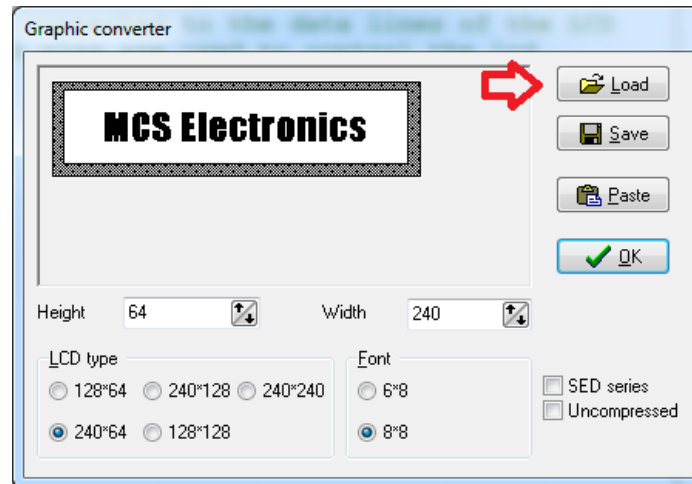 Graphic converter
MCS Electronics
Load
Save
Paste
OK
Height 64 Width 240
LCD type
128*64 240*128 240*240
240*64 128*128
Font
6*8
8*8
SED series
Uncompressed